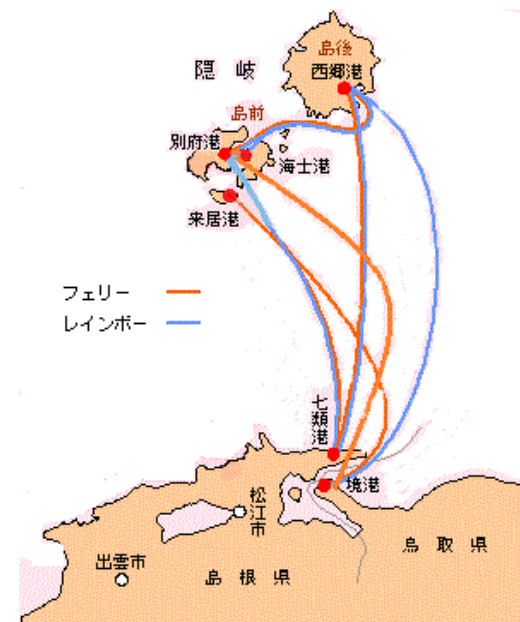 島後
隠岐
西郷港
島前
別府港
海士港
来居港
フェリー
レインボー
七類港
境港
松江市
鳥取県
出雲市
島根県